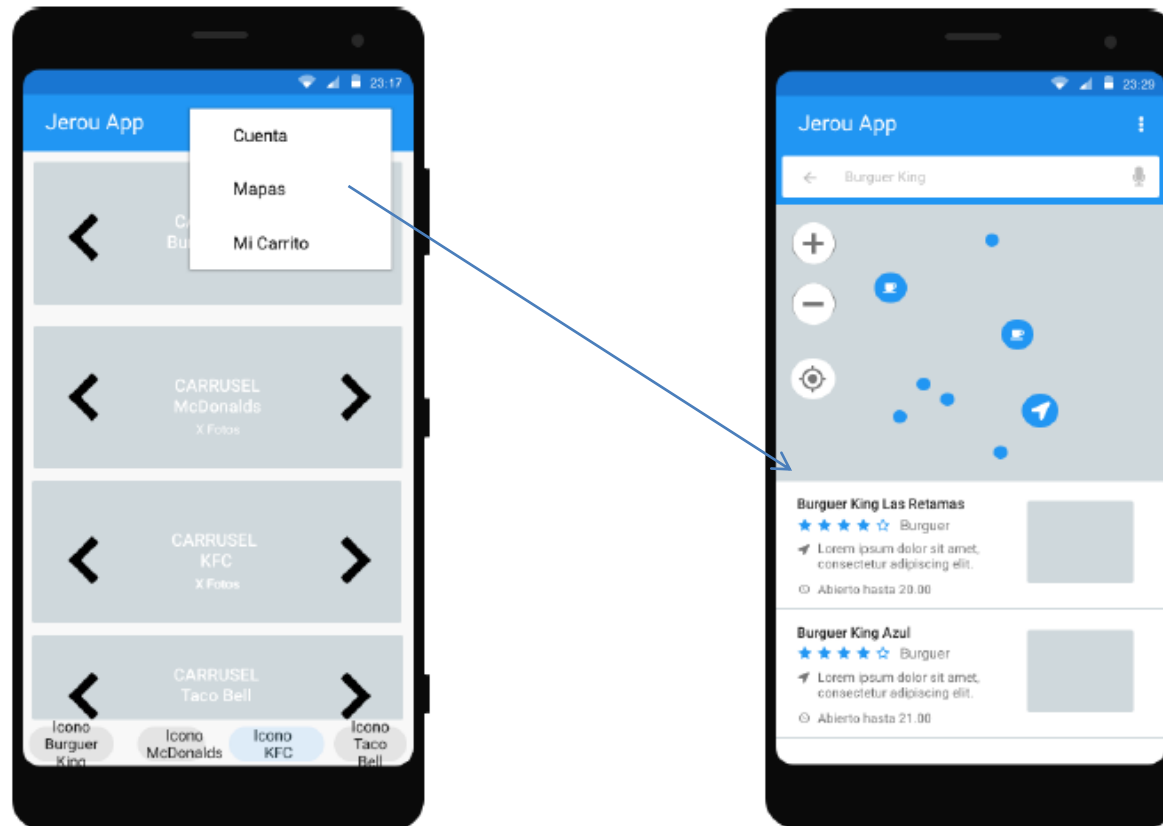 23:17
Jerou App
Cuenta
Mapas
Mi Carrito
CARRUSEL
McDonalds
X Fotos
CARRUSEL
KFC
X Fotos
CARRUSEL
Taco Bell
Icono
Burguer
King
Icono
McDonalds
Icono
KFC
Icono
Taco
Bell
23:29
Jerou App
Burguer King
Burguer King Las Retamas
Burguer
Lorem ipsum dolor sit amet,
consectetur adipiscing elit.
Abierto hasta 20.00
Burguer King Azul
Burguer
Lorem ipsum dolor sit amet,
consectetur adipiscing elit.
Abierto hasta 21.00